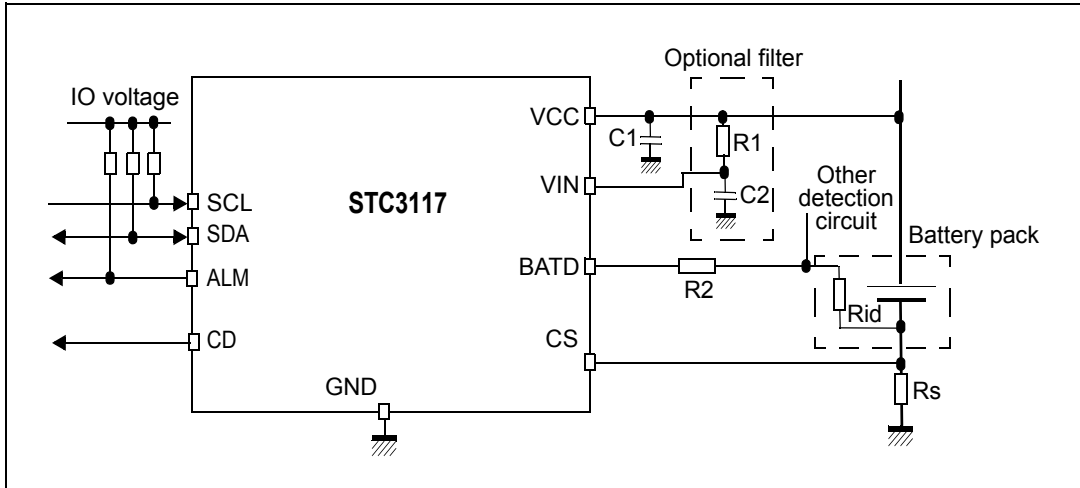 Optional filter
IO voltage
VCC
C1
R1
VIN
STC3117
C2
Other
detection
circuit
SCL
SDA
Battery pack
BATD
ALM
R2
Rid
CD
CS
GND
Rs